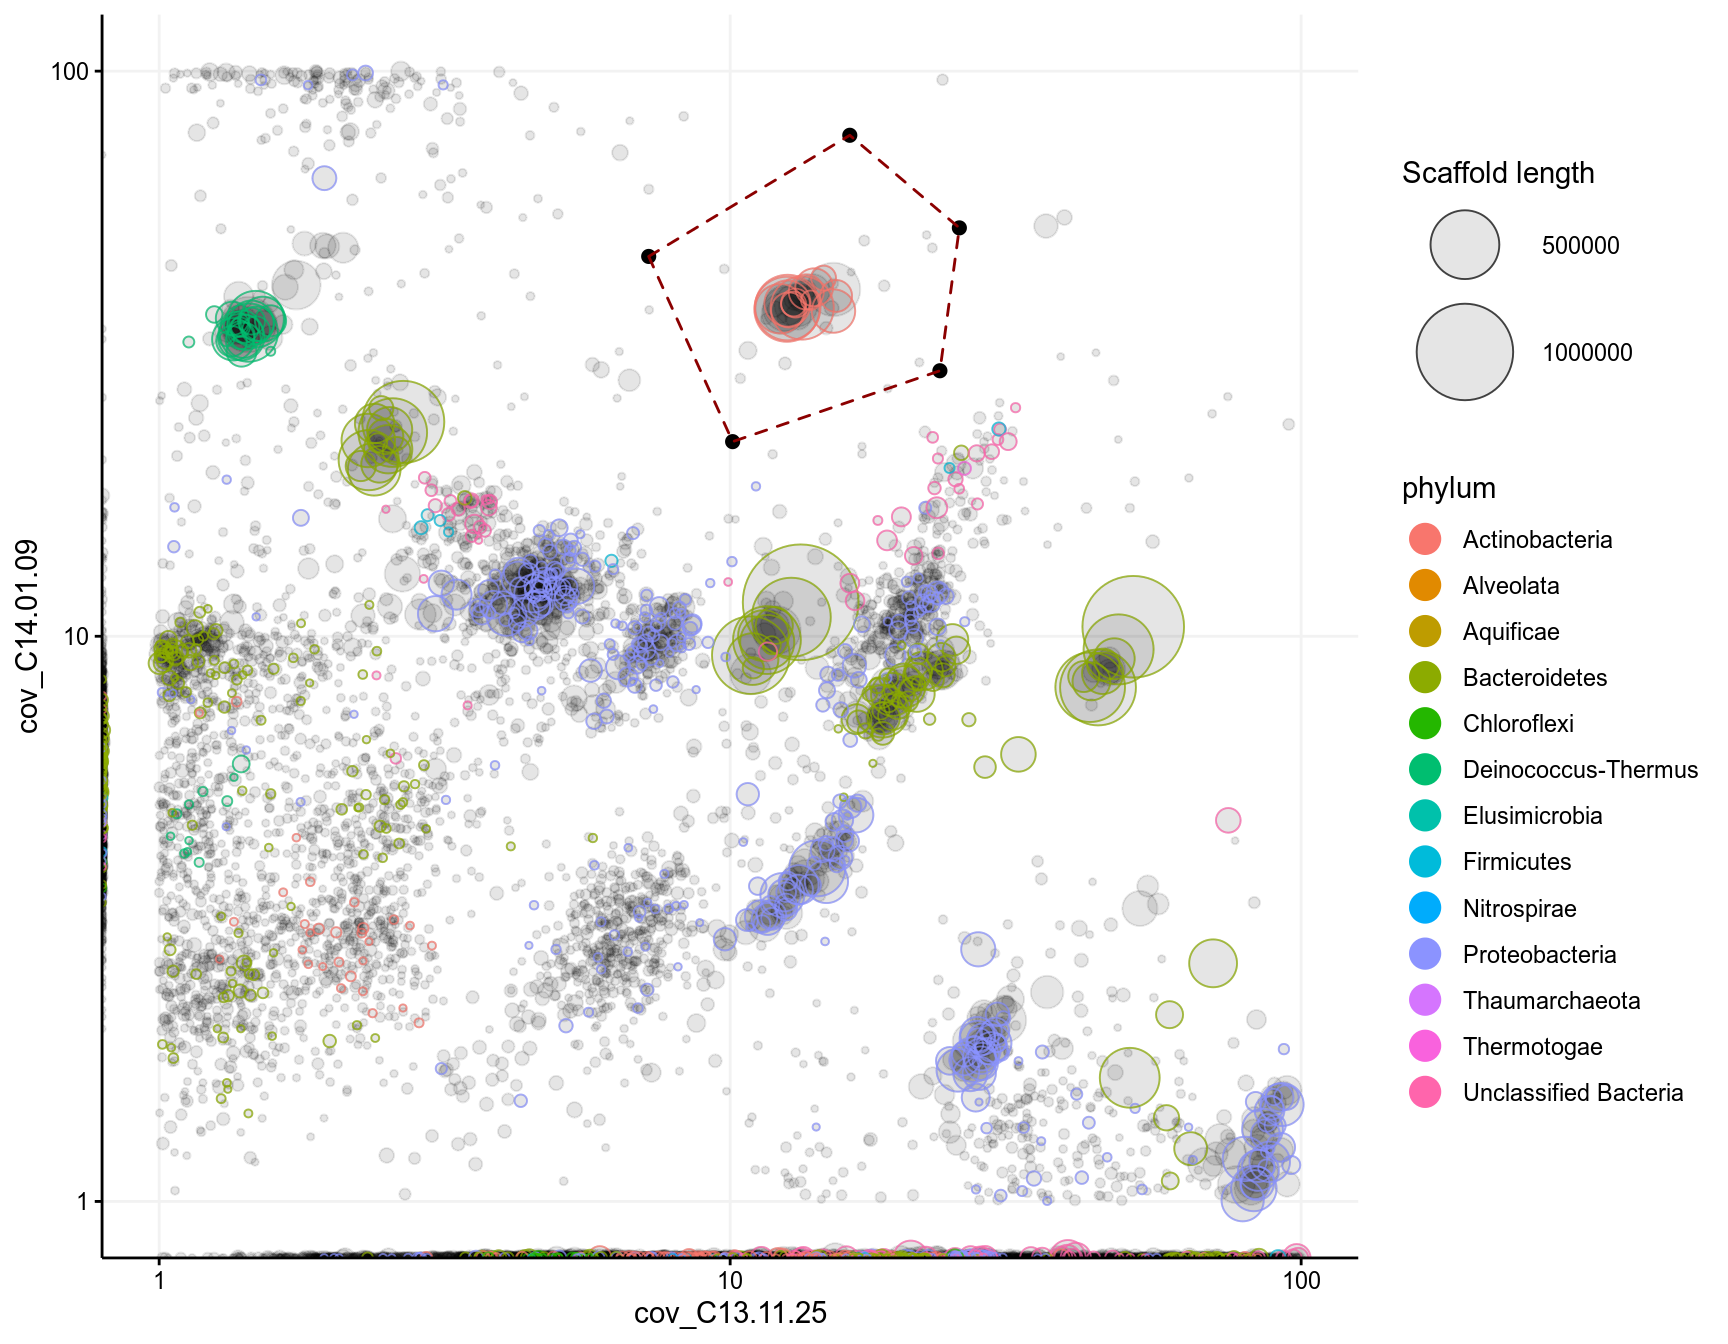 100
10
1
cov_C14.01.09
1
10
100
cov_C13.11.25
Scaffold length
500000
1000000
phylum
Actinobacteria
Alveolata
Aquificae
Bacteroidetes
Chloroflexi
Deinococcus-Thermus
Elusimicrobia
Firmicutes
Nitrospirae
Proteobacteria
Thaumarchaeota
Thermotogae
Unclassified Bacteria